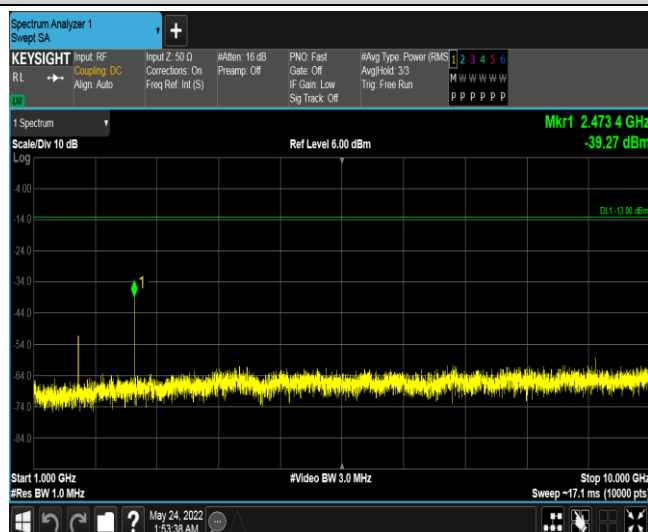 Spectrum Analyzer 1
Swept SA
+
KEYSIGHT Input: RF Input Z: 50 Ω #Atten: 16 dB PNO: Fast #Avg Type: Power (RMS 1 2 3 4 5 6
RL Coupling: DC Corrections: On Preamp: Off Gate: Off Avg|Hold: 3/3 M W W W W W
Align: Auto Freq Ref: Int (S) IF Gain: Low Trig: Free Run
Sig Track: Off P P P P P P
LXI
1 Spectrum Mkr1 2.473 4 GHz
Scale/Div 10 dB Ref Level 6.00 dBm -39.27 dBm
Log
-4.00
DL1 -13.00 dBm
-14.0
-24.0
-34.0
1
-44.0
-54.0
-64.0
-74.0
-84.0
Start 1.000 GHz #Video BW 3.0 MHz Stop 10.000 GHz
#Res BW 1.0 MHz Sweep ~17.1 ms (10000 pts)
? May 24, 2022
1:53:38 AM